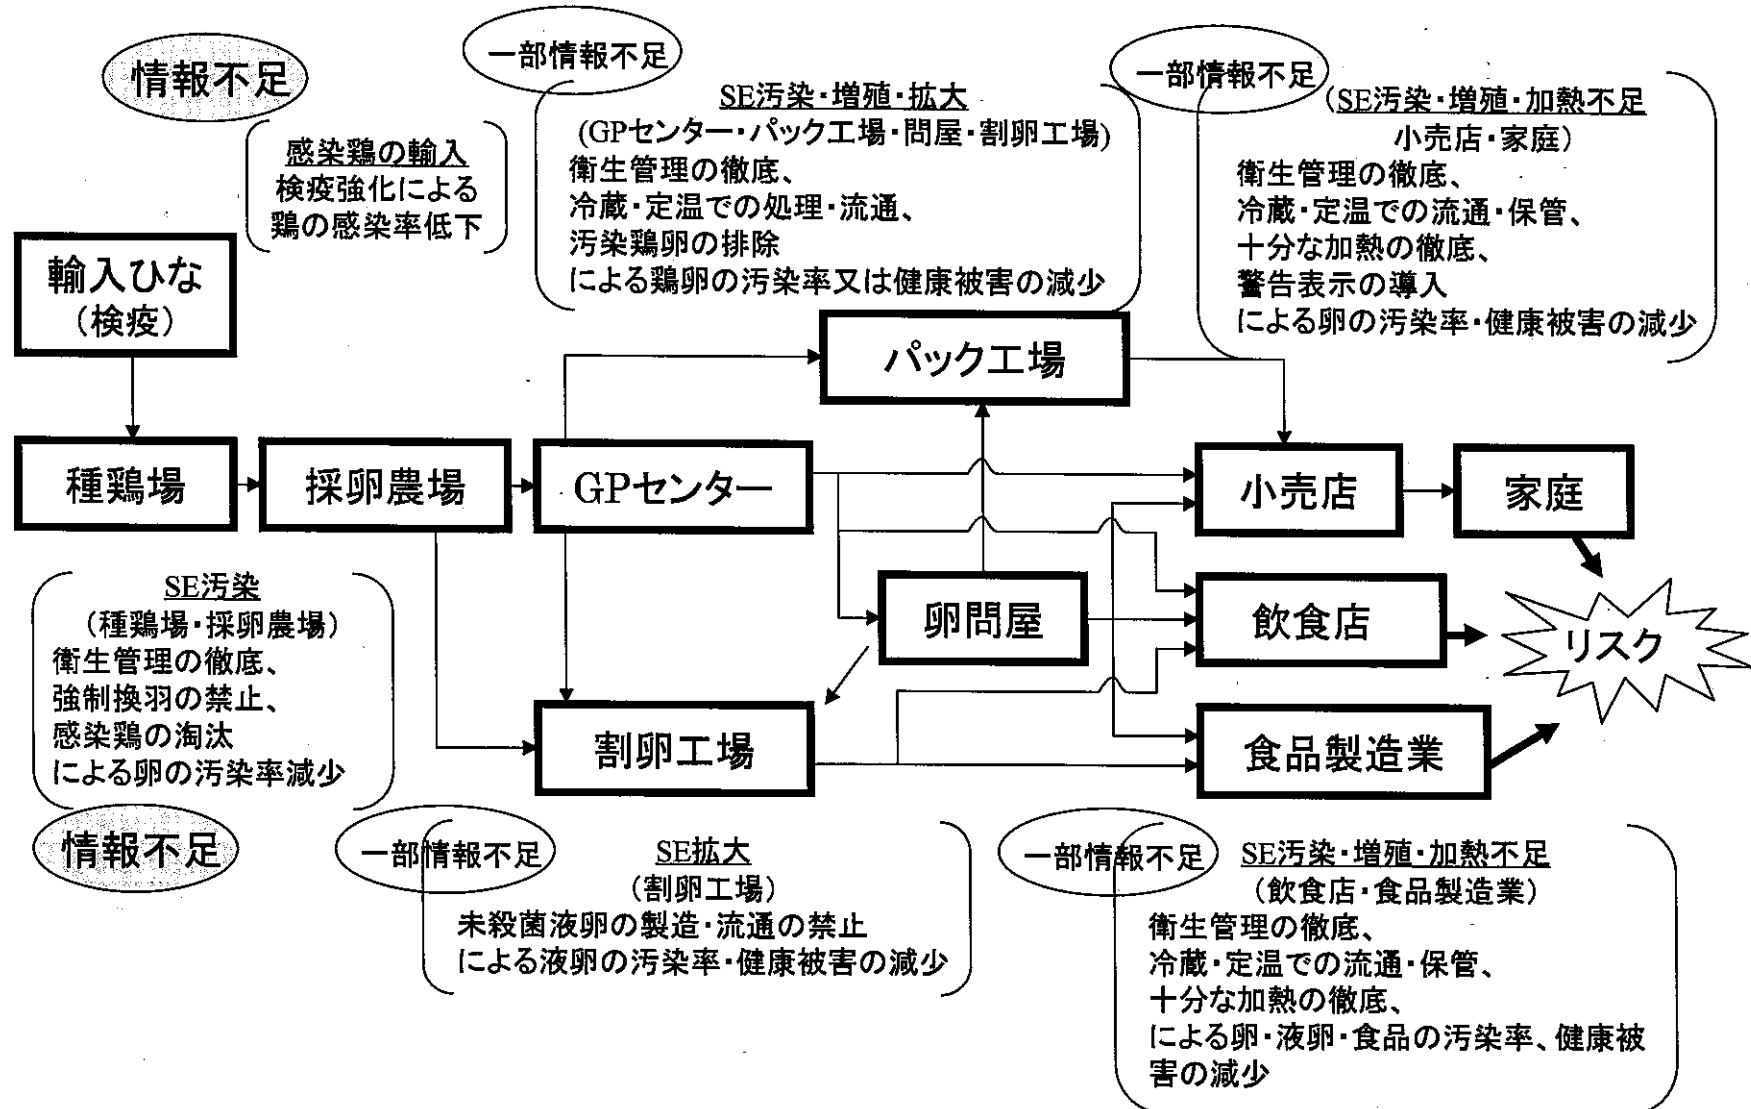 情報不足
一部情報不足
一部情報不足
感染鶏の輸入
検疫強化による
鶏の感染率低下
SE汚染・増殖・拡大
(GPセンター・パック工場・問屋・割卵工場)
衛生管理の徹底、
冷蔵・定温での処理・流通、
汚染鶏卵の排除
による鶏卵の汚染率又は健康被害の減少
(SE汚染・増殖・加熱不足
小売店・家庭)
衛生管理の徹底、
冷蔵・定温での流通・保管、
十分な加熱の徹底、
警告表示の導入
による卵の汚染率・健康被害の減少
輸入ひな
(検疫)
パック工場
種鶏場
採卵農場
GPセンター
小売店
家庭
卵問屋
飲食店
リスク
割卵工場
食品製造業
SE汚染
(種鶏場・採卵農場)
衛生管理の徹底、
強制換羽の禁止、
感染鶏の淘汰
による卵の汚染率減少
情報不足
一部情報不足
SE拡大
(割卵工場)
未殺菌液卵の製造・流通の禁止
による液卵の汚染率・健康被害の減少
一部情報不足
SE汚染・増殖・加熱不足
(飲食店・食品製造業)
衛生管理の徹底、
冷蔵・定温での流通・保管、
十分な加熱の徹底、
による卵・液卵・食品の汚染率、健康被
害の減少